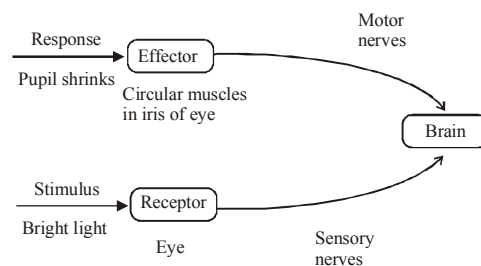 Response
Pupil shrinks
Effector
Circular muscles
in iris of eye
Motor
nerves
Brain
Stimulus
Bright light
Receptor
Eye
Sensory
nerves